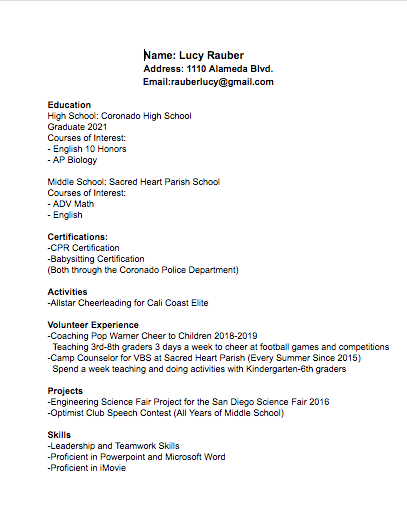 Name: Lucy Rauber
Address: 1110 Alameda Blvd.
Email:rauberlucy@gmail.com
Education
High School: Coronado High School
Graduate 2021
Courses of Interest:
- English 10 Honors
- AP Biology
Middle School: Sacred Heart Parish School
Courses of Interest:
- ADV Math
- English
Certifications:
-CPR Certification
-Babysitting Certification
(Both through the Coronado Police Department)
Activities
-Allstar Cheerleading for Cali Coast Elite
Volunteer Experience
-Coaching Pop Warner Cheer to Children 2018-2019
Teaching 3rd-8th graders 3 days a week to cheer at football games and competitions
-Camp Counselor for VBS at Sacred Heart Parish (Every Summer Since 2015)
Spend a week teaching and doing activities with Kindergarten-6th graders
Projects
-Engineering Science Fair Project for the San Diego Science Fair 2016
-Optimist Club Speech Contest (All Years of Middle School)
Skills
-Leadership and Teamwork Skills
-Proficient in Powerpoint and Microsoft Word
-Proficient in iMovie